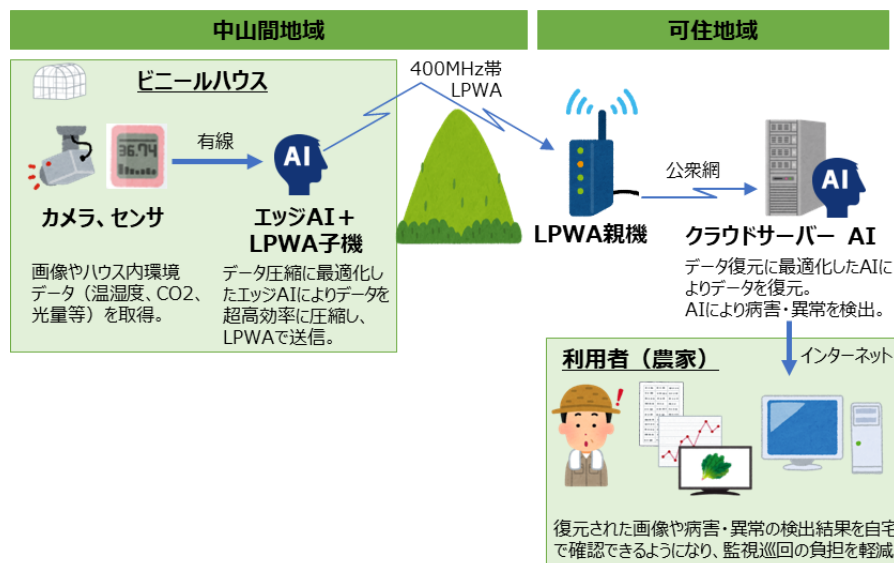 中山間地域
可住地域
ビニールハウス
400MHz帯
LPWA
有線
36.74
AI
カメラ、センサ
エッジAI＋
LPWA子機
画像やハウス内環境
データ（温湿度、CO2、
光量等）を取得。
データ圧縮に最適化し
たエッジAIによりデータを
超高効率に圧縮し、
LPWAで送信。
公衆網
AI
LPWA親機
クラウドサーバー AI
データ復元に最適化したAIに
よりデータを復元。
AIにより病害・異常を検出。
インターネット
利用者（農家）
!
復元された画像や病害・異常の検出結果を自宅
で確認できるようになり、監視巡回の負担を軽減